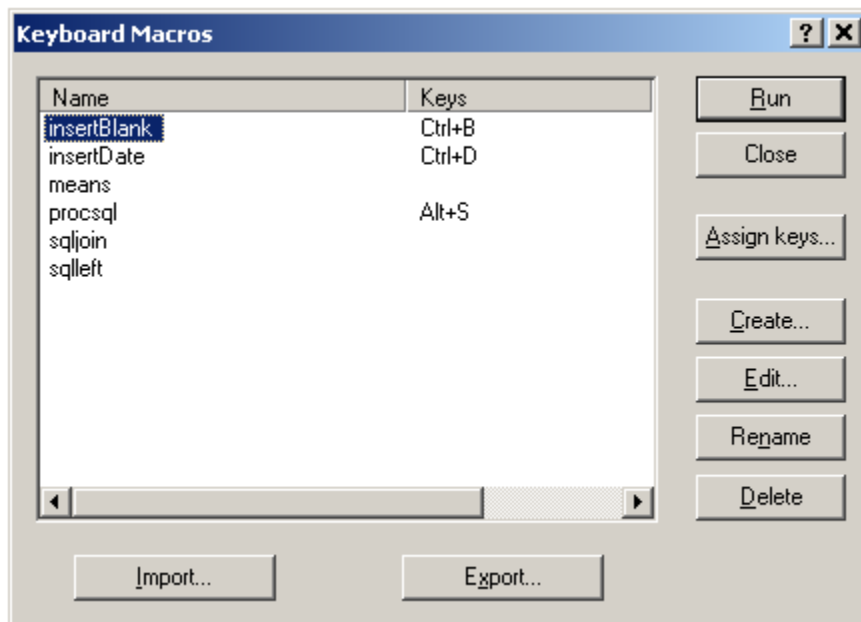 Keyboard Macros
Name Keys
insertBlank Ctrl+B
insertDate Ctrl+D
means
procsql Alt+S
sqljoin
sqlleft
Run
Close
Assign keys...
Create...
Edit...
Rename
Delete
Import... Export...